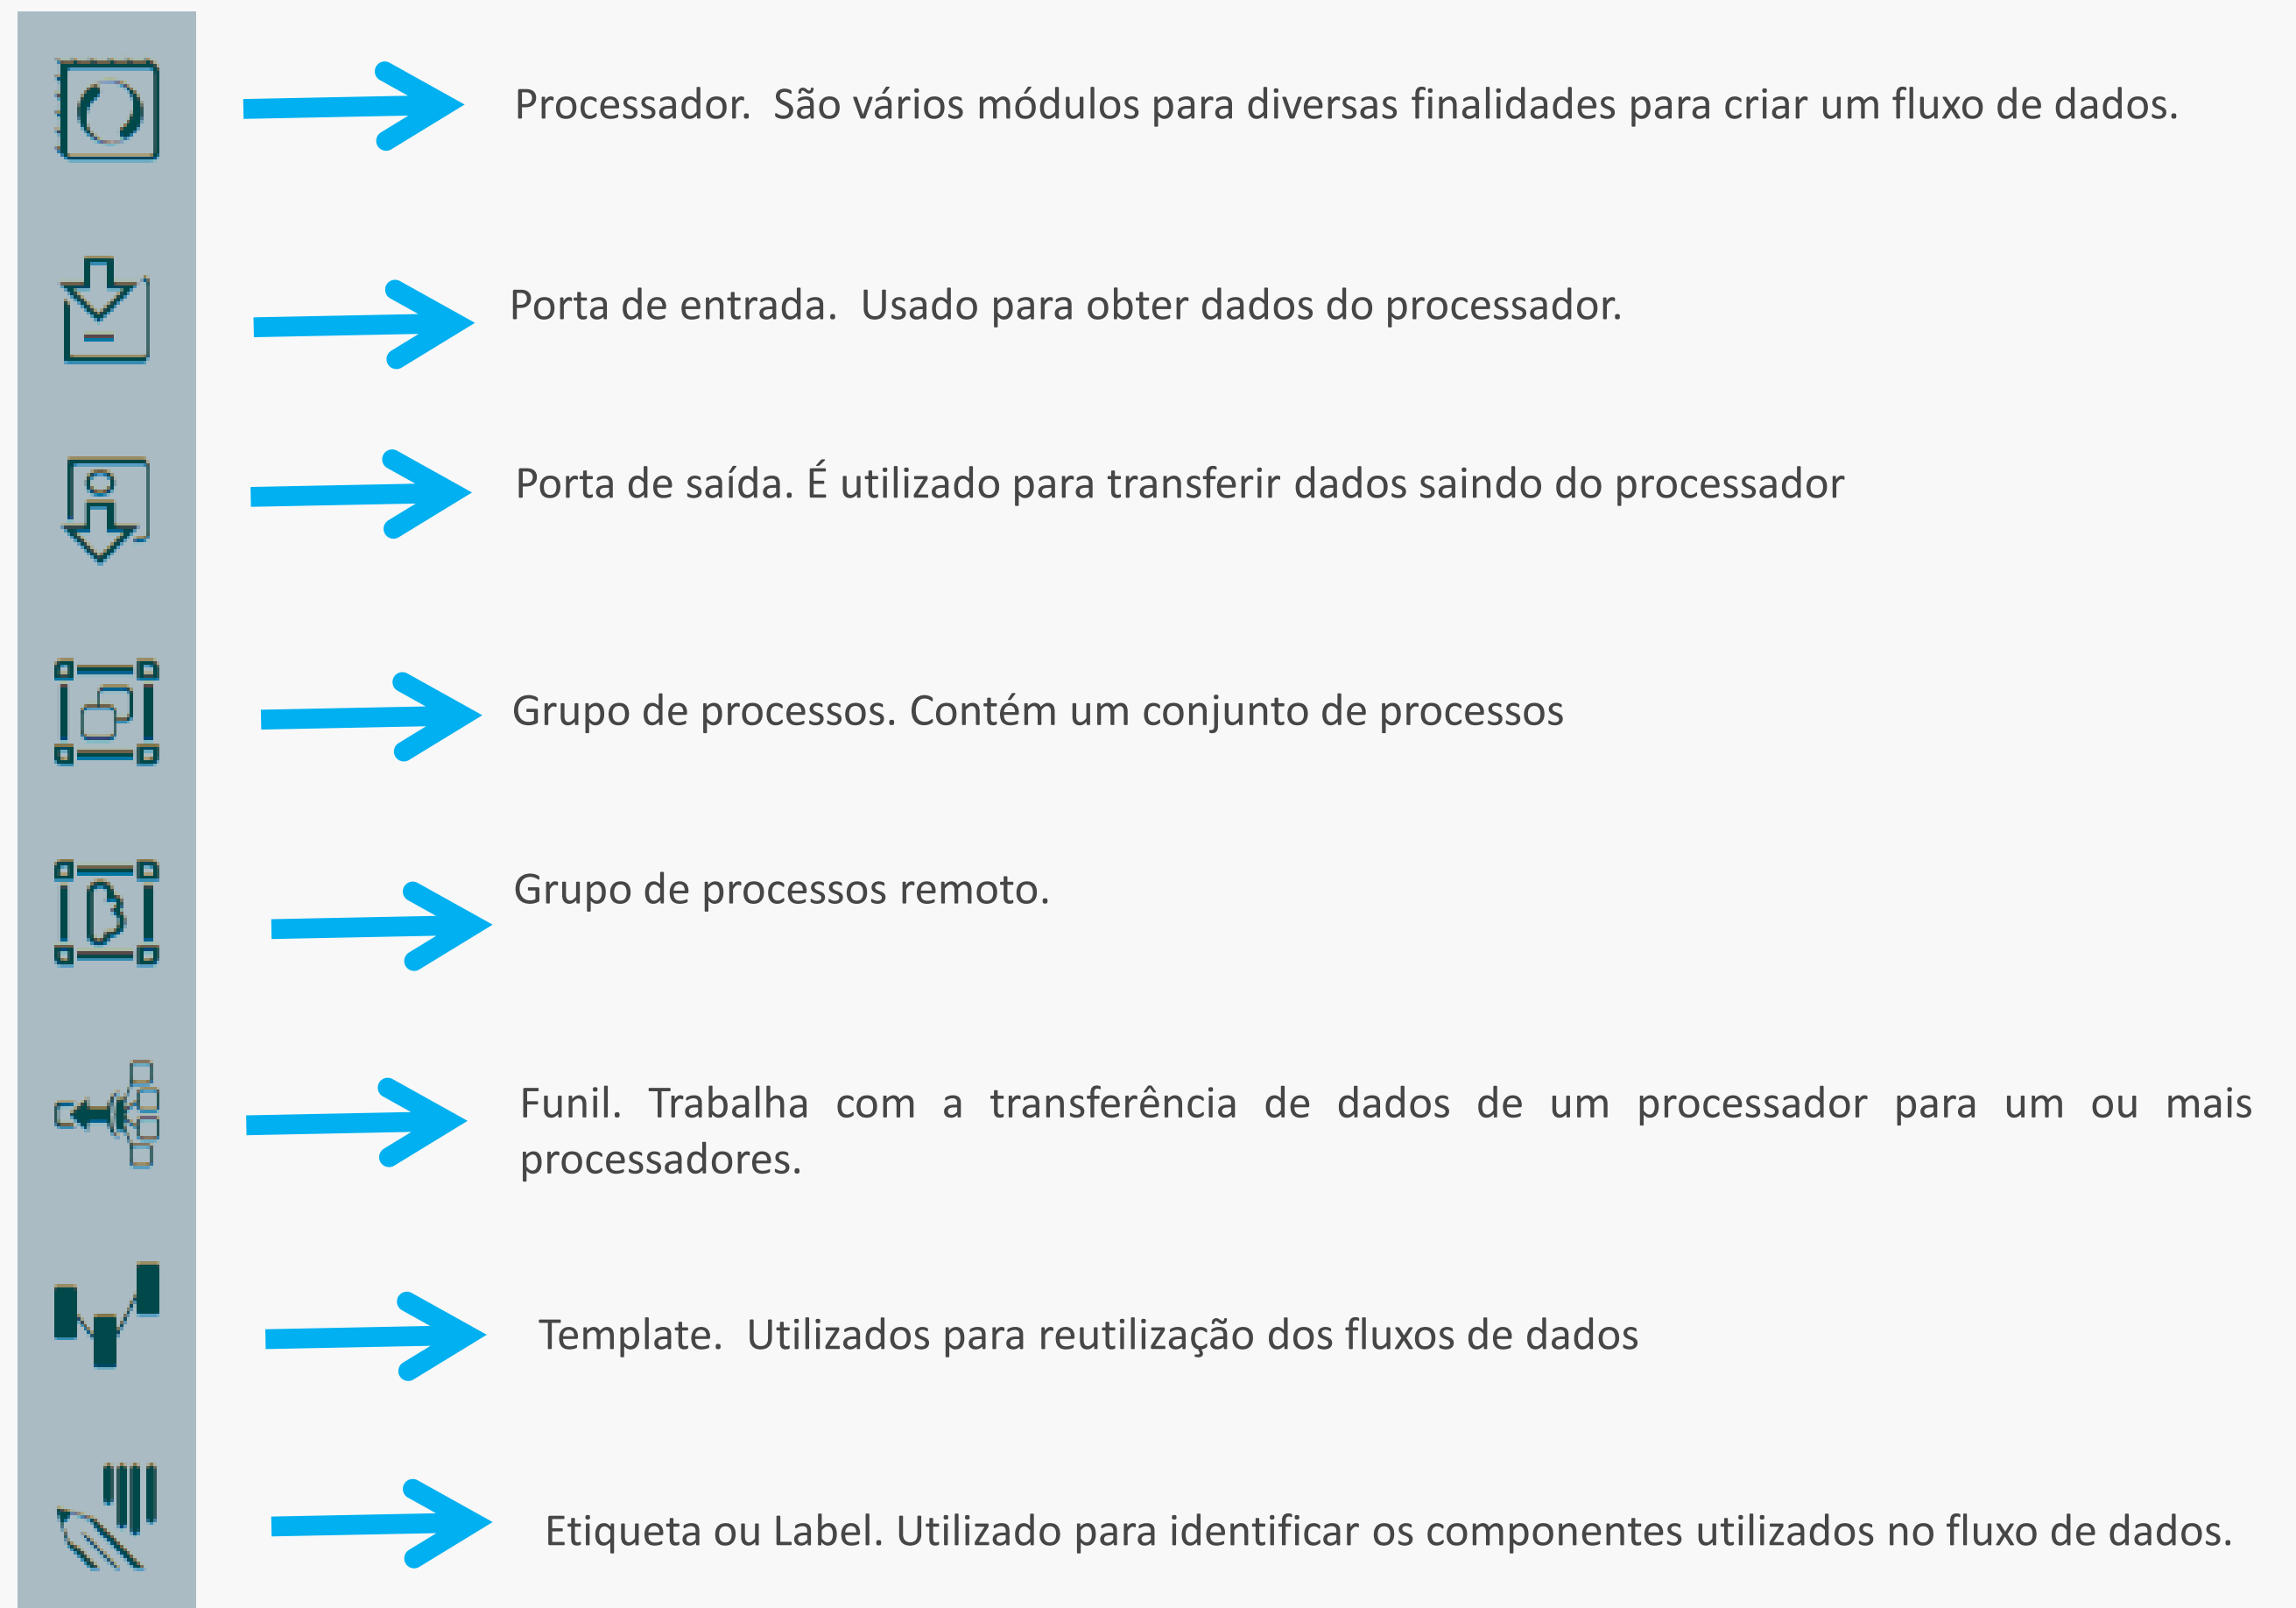 Processador. São vários módulos para diversas finalidades para criar um fluxo de dados.
Porta de entrada. Usado para obter dados do processador.
Porta de saída. É utilizado para transferir dados saindo do processador
Grupo de processos. Contém um conjunto de processos
Grupo de processos remoto.
Funil. Trabalha com a transferência de dados de um processador para um ou mais
processadores.
Template. Utilizados para reutilização dos fluxos de dados
Etiqueta ou Label. Utilizado para identificar os componentes utilizados no fluxo de dados.